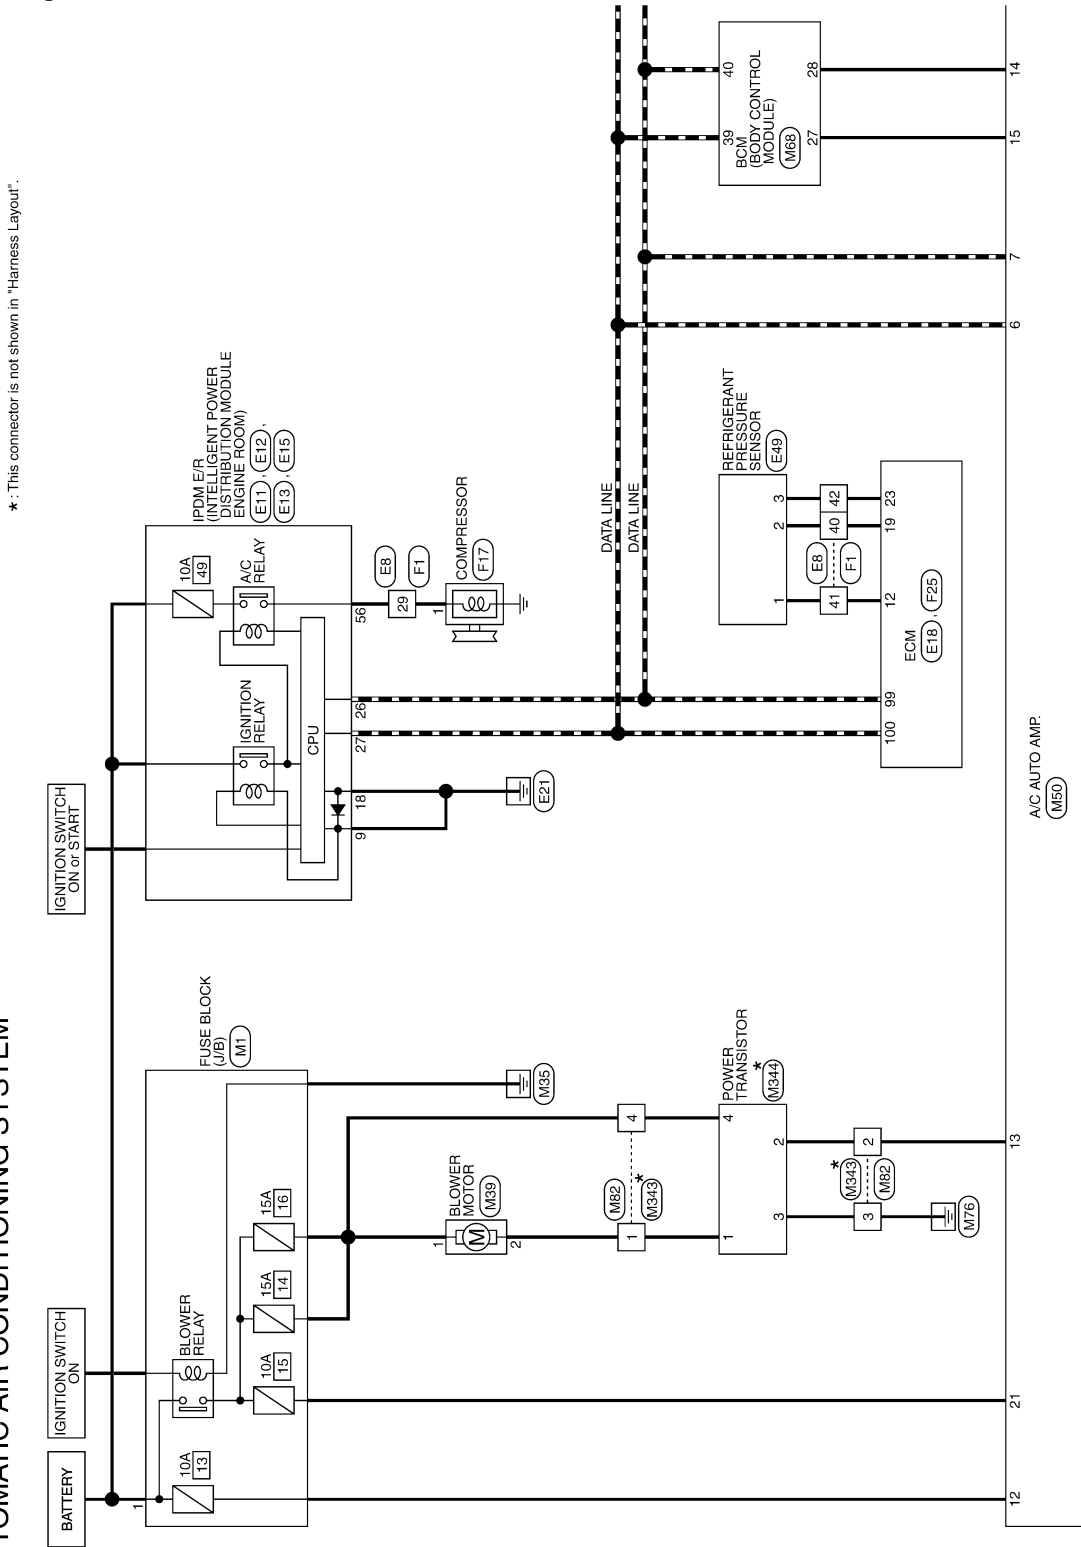 TOMATIC AIR CONDITIONING SYSTEM
* : This connector is not shown in "Harness Layout".
BATTERY
IGNITION SWITCH
ON
IGNITION SWITCH
ON or START
1
10A
13
BLOWER
RELAY
10A
15
15A
14
15A
16
FUSE BLOCK
(J/B)
M1
IGNITION
RELAY
10A
49
A/C
RELAY
CPU
IPDM E/R
(INTELLIGENT POWER
DISTRIBUTION MODULE
ENGINE ROOM)
E11 , E12 ,
E13 , E15
9
18
27
26
56
1
2
M
BLOWER
MOTOR
M39
M35
E21
29
E8
F1
1
COMPRESSOR
F17
DATA LINE
DATA LINE
1
M82
M343
*
4
1
4
POWER
TRANSISTOR
*
M344
3
2
3
M343
*
M82
2
M76
REFRIGERANT
PRESSURE
SENSOR
E49
1
2
3
41
E8
F1
40
42
12
19
23
100
99
ECM
E18 , F25
39
40
BCM
(BODY CONTROL
MODULE)
M68
27
28
12
21
13
6
7
15
14
A/C AUTO AMP.
M50